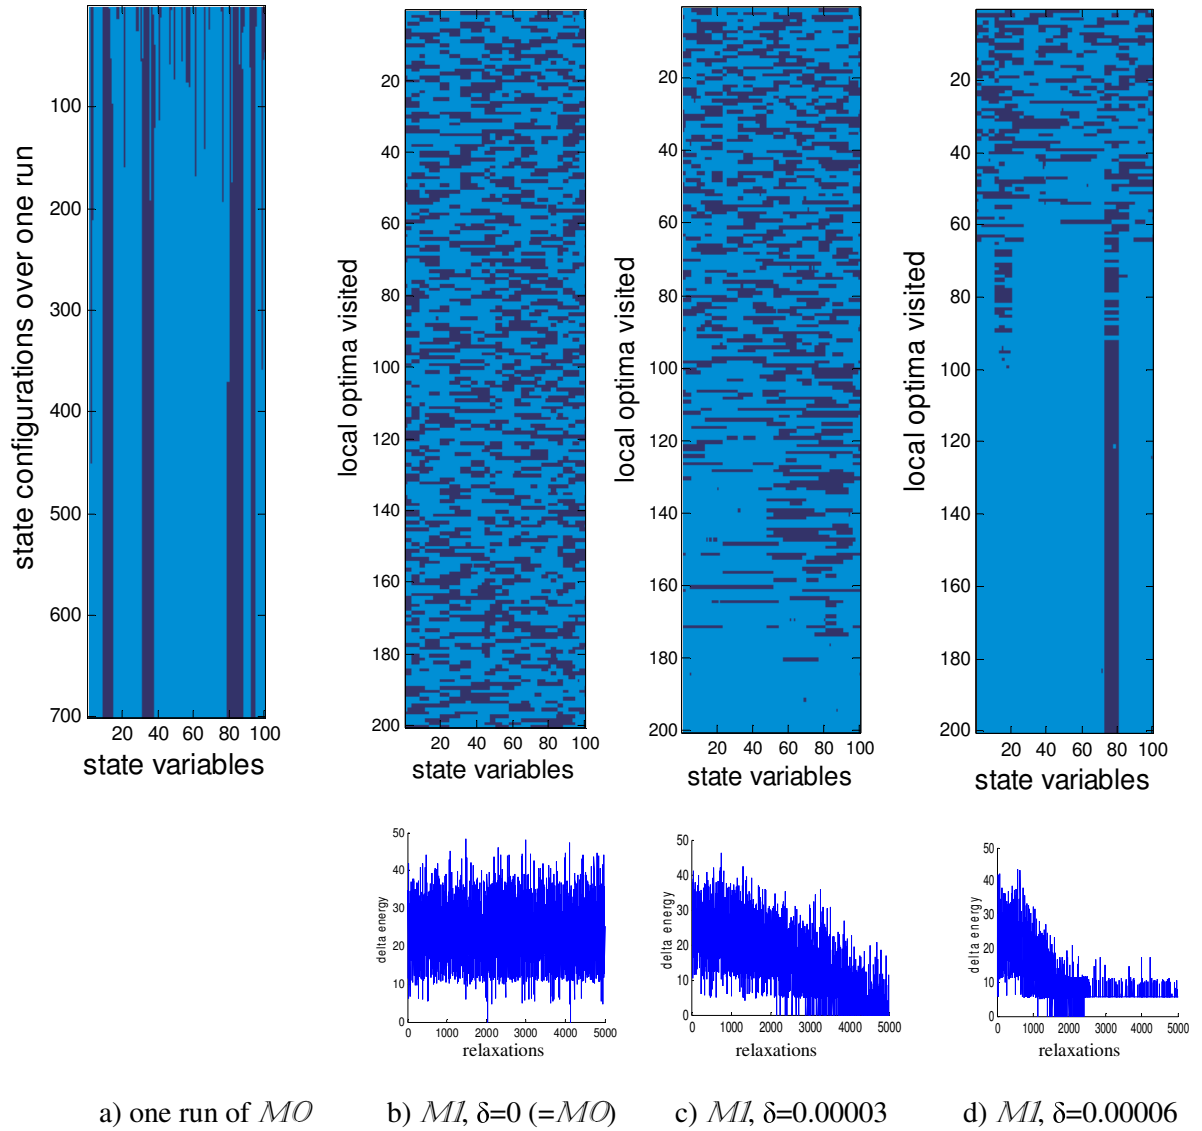 state configurations over one run
100
200
300
400
500
600
700
20 40 60 80 100
state variables
local optima visited
20
40
60
80
100
120
140
160
180
200
20 40 60 80 100
state variables
local optima visited
20
40
60
80
100
120
140
160
180
200
20 40 60 80 100
state variables
local optima visited
20
40
60
80
100
120
140
160
180
200
20 40 60 80 100
state variables
delta energy
50
40
30
20
10
0
0 1000 2000 3000 4000 5000
relaxations
delta energy
50
40
30
20
10
0
0 1000 2000 3000 4000 5000
relaxations
delta energy
50
40
30
20
10
0
0 1000 2000 3000 4000 5000
relaxations
a) one run of M0
b) M1, δ=0 (=M0)
c) M1, δ=0.00003
d) M1, δ=0.00006